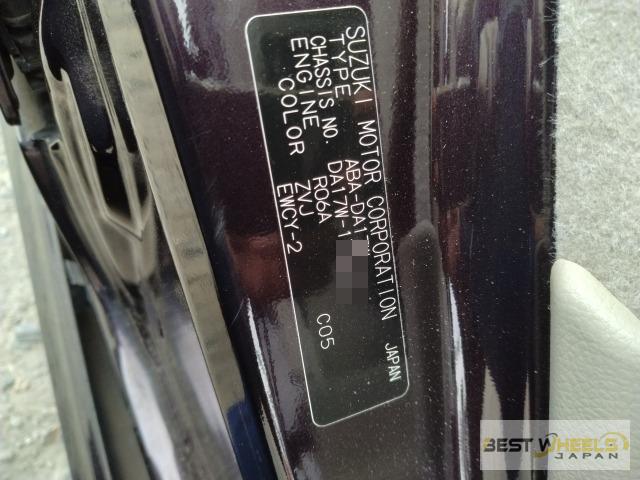 SUZUKI MOTOR CORPORATION JAPAN
TYPE ABA-DA1
CHASSIS NO. DA17W-1
ENGINE R06A
COLOR ZVJ C05
EWCY-2
BEST WHEELS
JAPAN